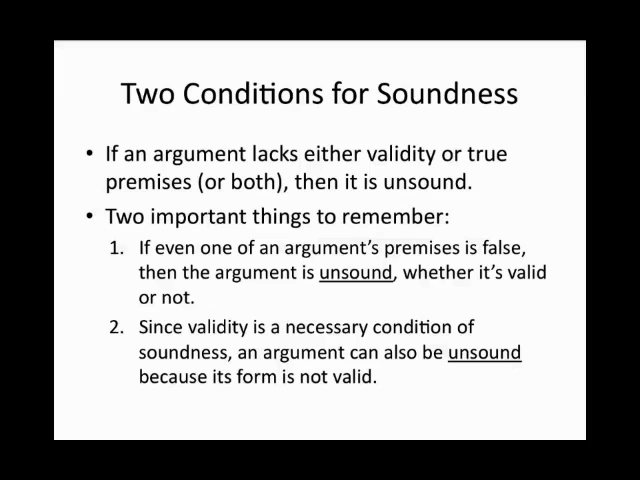 Two Conditions for Soundness
• If an argument lacks either validity or true
premises (or both), then it is unsound.
• Two important things to remember:
1. If even one of an argument’s premises is false,
then the argument is unsound, whether it’s valid
or not.
2. Since validity is a necessary condition of
soundness, an argument can also be unsound
because its form is not valid.